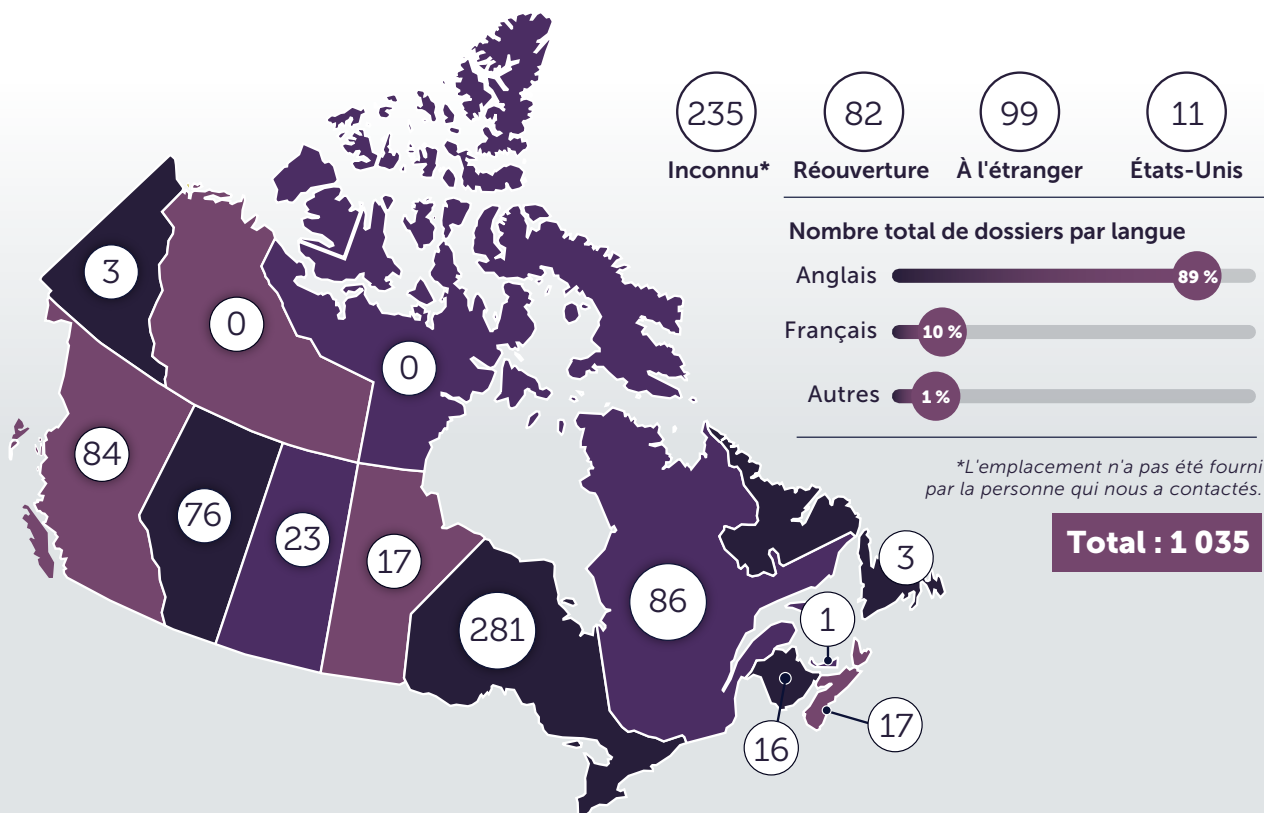 235
82
99
11
Inconnu*
Réouverture
À l'étranger
États-Unis
Nombre total de dossiers par langue
Anglais
89 %
Français
10 %
Autres
1 %
*L'emplacement n'a pas été fourni
par la personne qui nous a contactés.
Total : 1 035
3
0
0
84
76
23
17
281
86
3
1
16
17